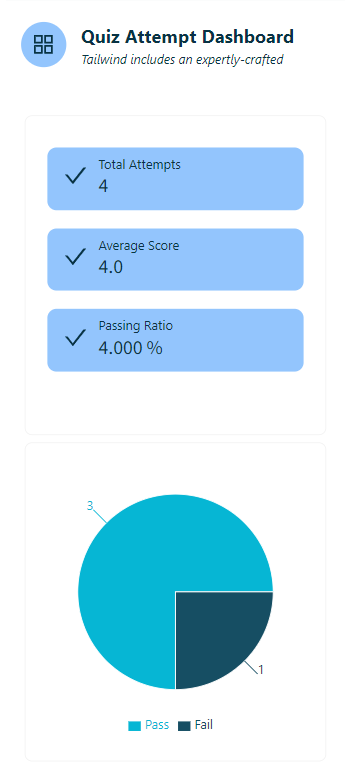 Quiz Attempt Dashboard
Tailwind includes an expertly-crafted
Total Attempts
4
Average Score
4.0
Passing Ratio
4.000 %
3
1
Pass Fail